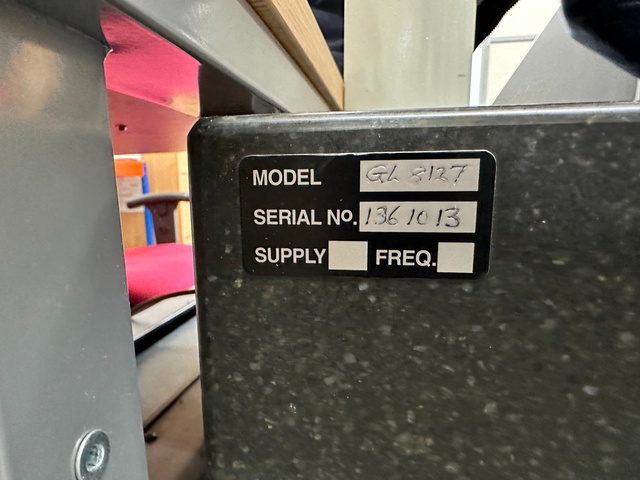 MODEL GL 8127
SERIAL No. 1361013
SUPPLY FREQ.